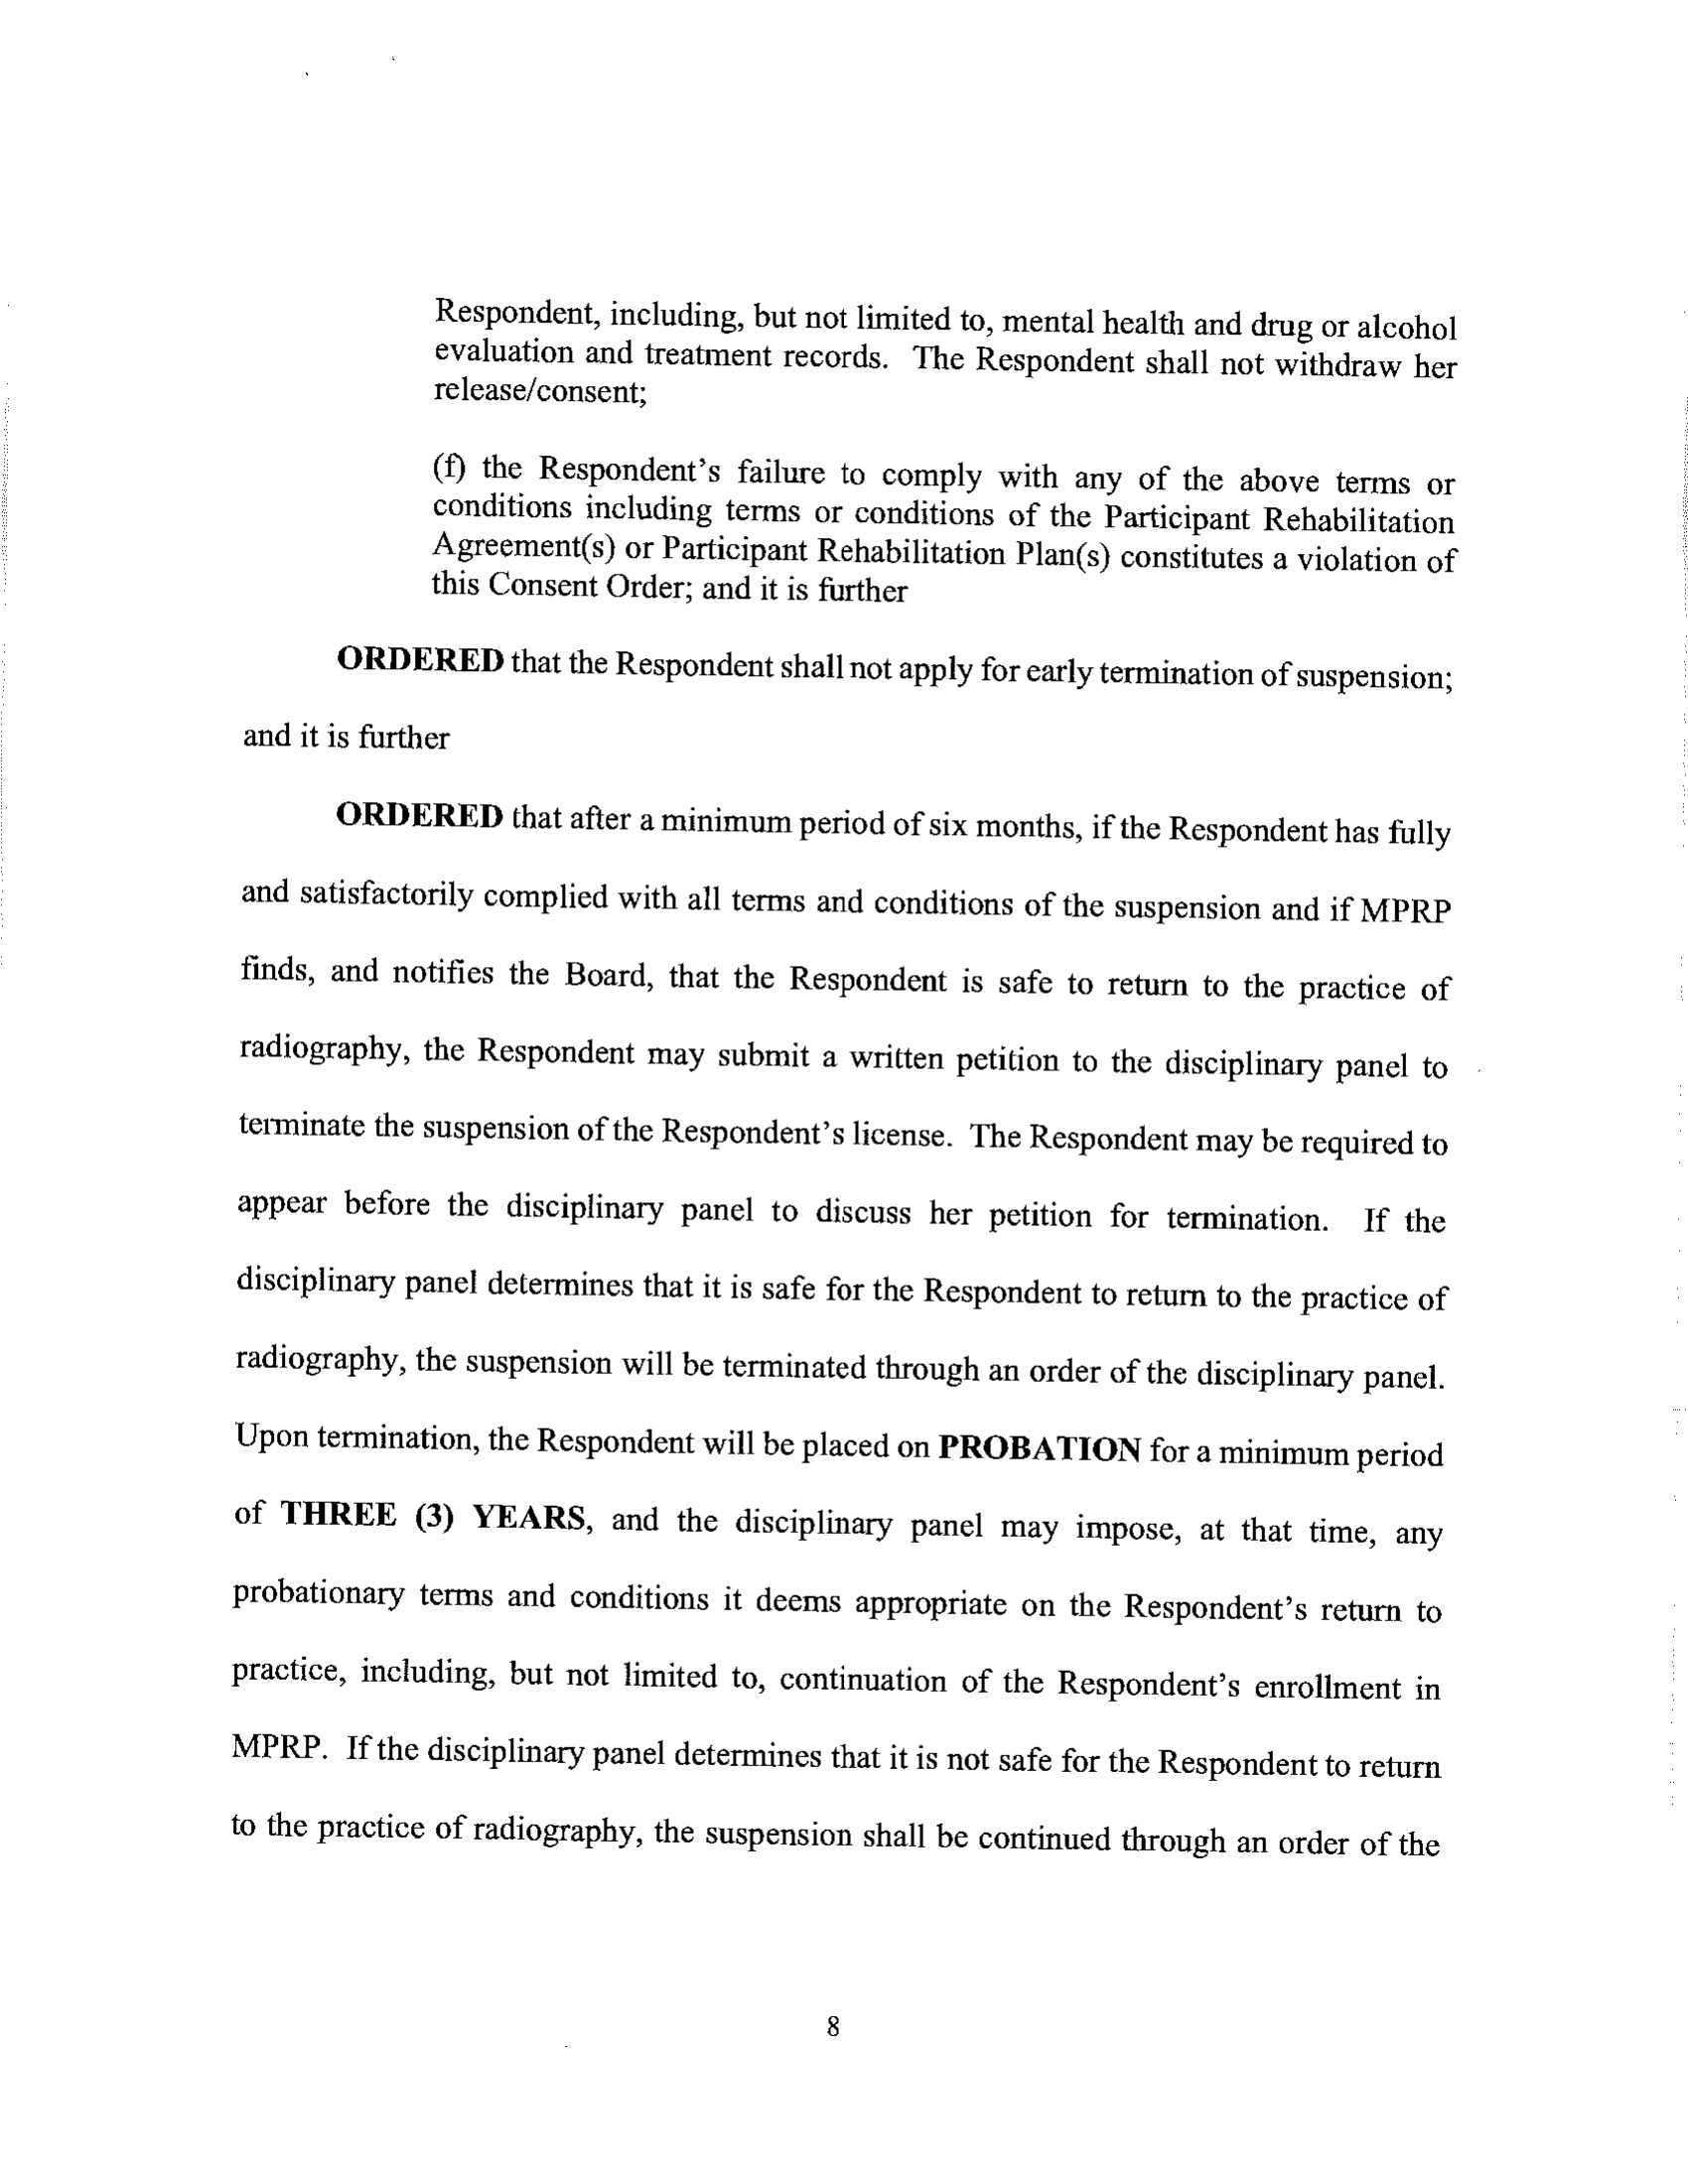 Respondent, including, but not limited to, mental health and drug or alcohol
evaluation and treatment records. The Respondent shall not withdraw her
release/consent;
(f) the Respondent's failure to comply with any of the above terms or
conditions including terms or conditions of the Participant Rehabilitation
Agreement(s) or Participant Rehabilitation Plan(s) constitutes a violation of
this Consent Order; and it is further
ORDERED that the Respondent shall not apply for early termination of suspension;
and it is further
ORDERED that after a minimum period of six months, if the Respondent has fully
and satisfactorily complied with all terms and conditions of the suspension and if MPRP
finds, and notifies the Board, that the Respondent is safe to return to the practice of
radiography, the Respondent may submit a written petition to the disciplinary panel to
terminate the suspension of the Respondent's license. The Respondent may be required to
appear before the disciplinary panel to discuss her petition for termination. If the
disciplinary panel determines that it is safe for the Respondent to return to the practice of
radiography, the suspension will be terminated through an order of the disciplinary panel.
Upon termination, the Respondent will be placed on PROBATION for a minimum period
of THREE (3) YEARS, and the disciplinary panel may impose, at that time, any
probationary terms and conditions it deems appropriate on the Respondent's return to
practice, including, but not limited to, continuation of the Respondent's enrollment in
MPRP. If the disciplinary panel determines that it is not safe for the Respondent to return
to the practice of radiography, the suspension shall be continued through an order of the
8